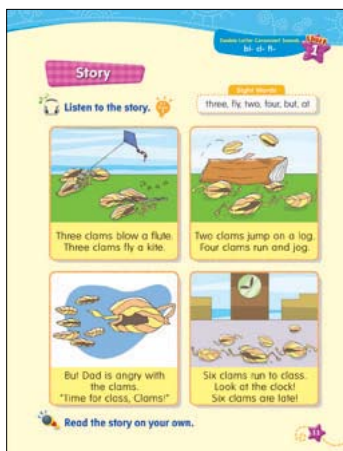 Double Letter Consonant Sounds
bl- cl- fl-
Unit
1
Story
Listen to the story.
Sight Words
three, fly, two, four, but, at
Three clams blow a flute.
Three clams fly a kite.
Two clams jump on a log.
Four clams run and jog.
But Dad is angry with
the clams.
"Time for class, Clams!"
Six clams run to class.
Look at the clock!
Six clams are late!
Read the story on your own.